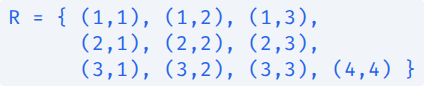 R = { (1,1), (1,2), (1,3),
(2,1), (2,2), (2,3),
(3,1), (3,2), (3,3), (4,4) }